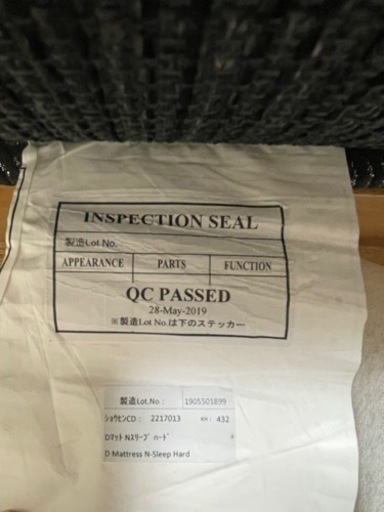 INSPECTION SEAL
製造Lot No.
APPEARANCE PARTS FUNCTION
QC PASSED
28-May-2019
※製造Lot No.は下のステッカー
製造Lot.No: 1905501899
ショウヒンCD: 2217013 KH: 432
Dマット Nスリープ ハード
D Mattress N-Sleep Hard